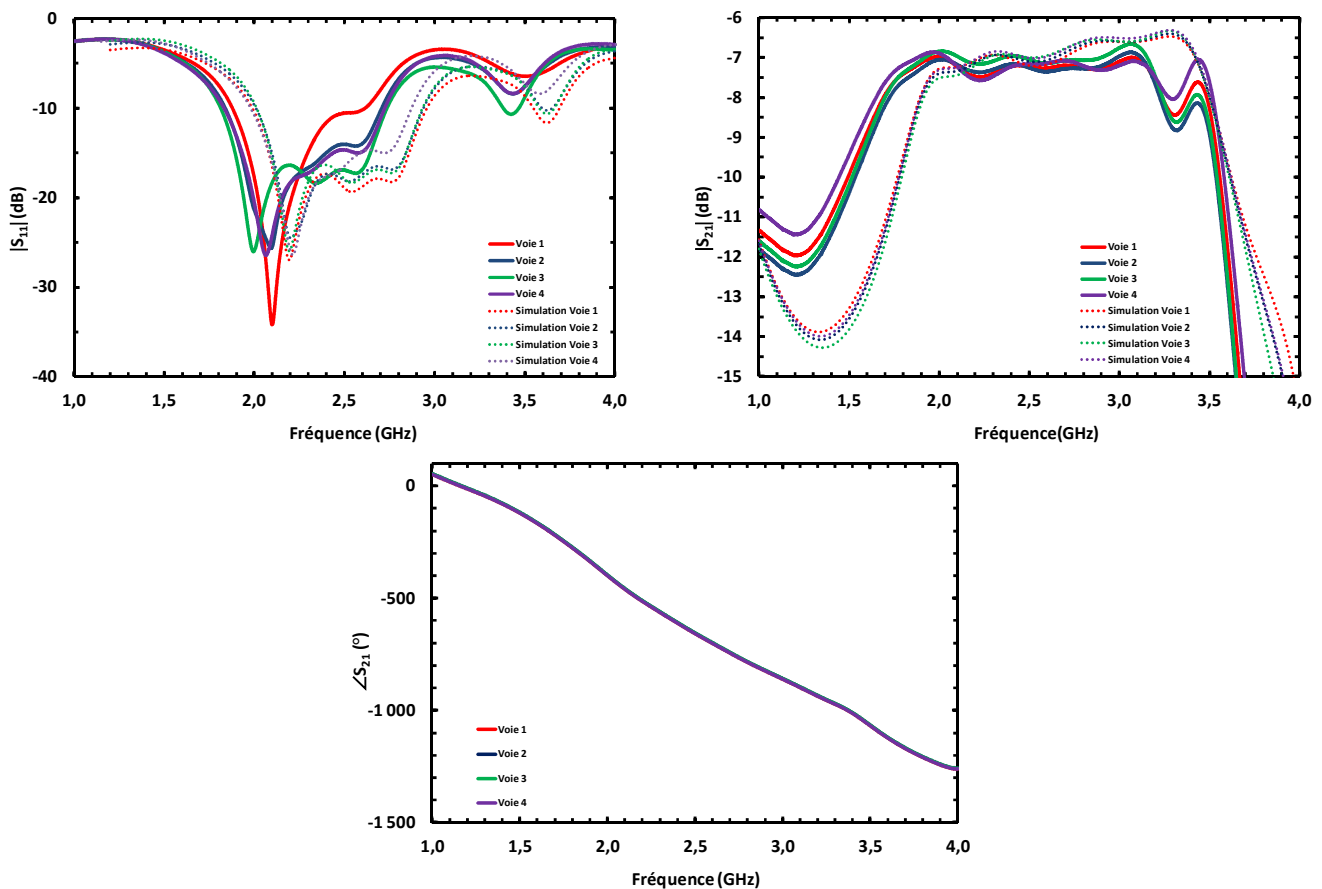 0
-10
-20
-30
-40
|S11| (dB)
Voie 1
Voie 2
Voie 3
Voie 4
Simulation Voie 1
Simulation Voie 2
Simulation Voie 3
Simulation Voie 4
1,0 1,5 2,0 2,5 3,0 3,5 4,0
Fréquence (GHz)
-6
-7
-8
-9
-10
-11
-12
-13
-14
-15
|S21| (dB)
Voie 1
Voie 2
Voie 3
Voie 4
Simulation Voie 1
Simulation Voie 2
Simulation Voie 3
Simulation Voie 4
1,0 1,5 2,0 2,5 3,0 3,5 4,0
Fréquence(GHz)
0
-500
-1 000
-1 500
∠S21 (°)
Voie 1
Voie 2
Voie 3
Voie 4
1,0 1,5 2,0 2,5 3,0 3,5 4,0
Fréquence (GHz)